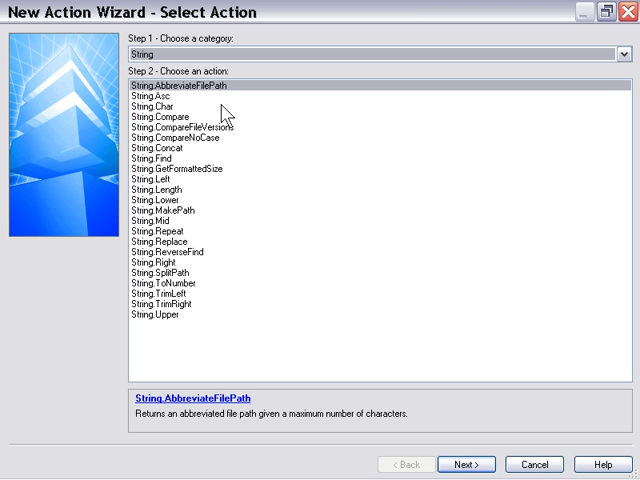 New Action Wizard - Select Action
Step 1 - Choose a category:
String
Step 2 - Choose an action:
String.AbbreviateFilePath
String.Asc
String.Char
String.Compare
String.CompareFileVersions
String.CompareNoCase
String.Concat
String.Find
String.GetFormattedSize
String.Left
String.Length
String.Lower
String.MakePath
String.Mid
String.Repeat
String.Replace
String.ReverseFind
String.Right
String.SplitPath
String.ToNumber
String.TrimLeft
String.TrimRight
String.Upper
String.AbbreviateFilePath
Returns an abbreviated file path given a maximum number of characters.
< Back Next > Cancel Help